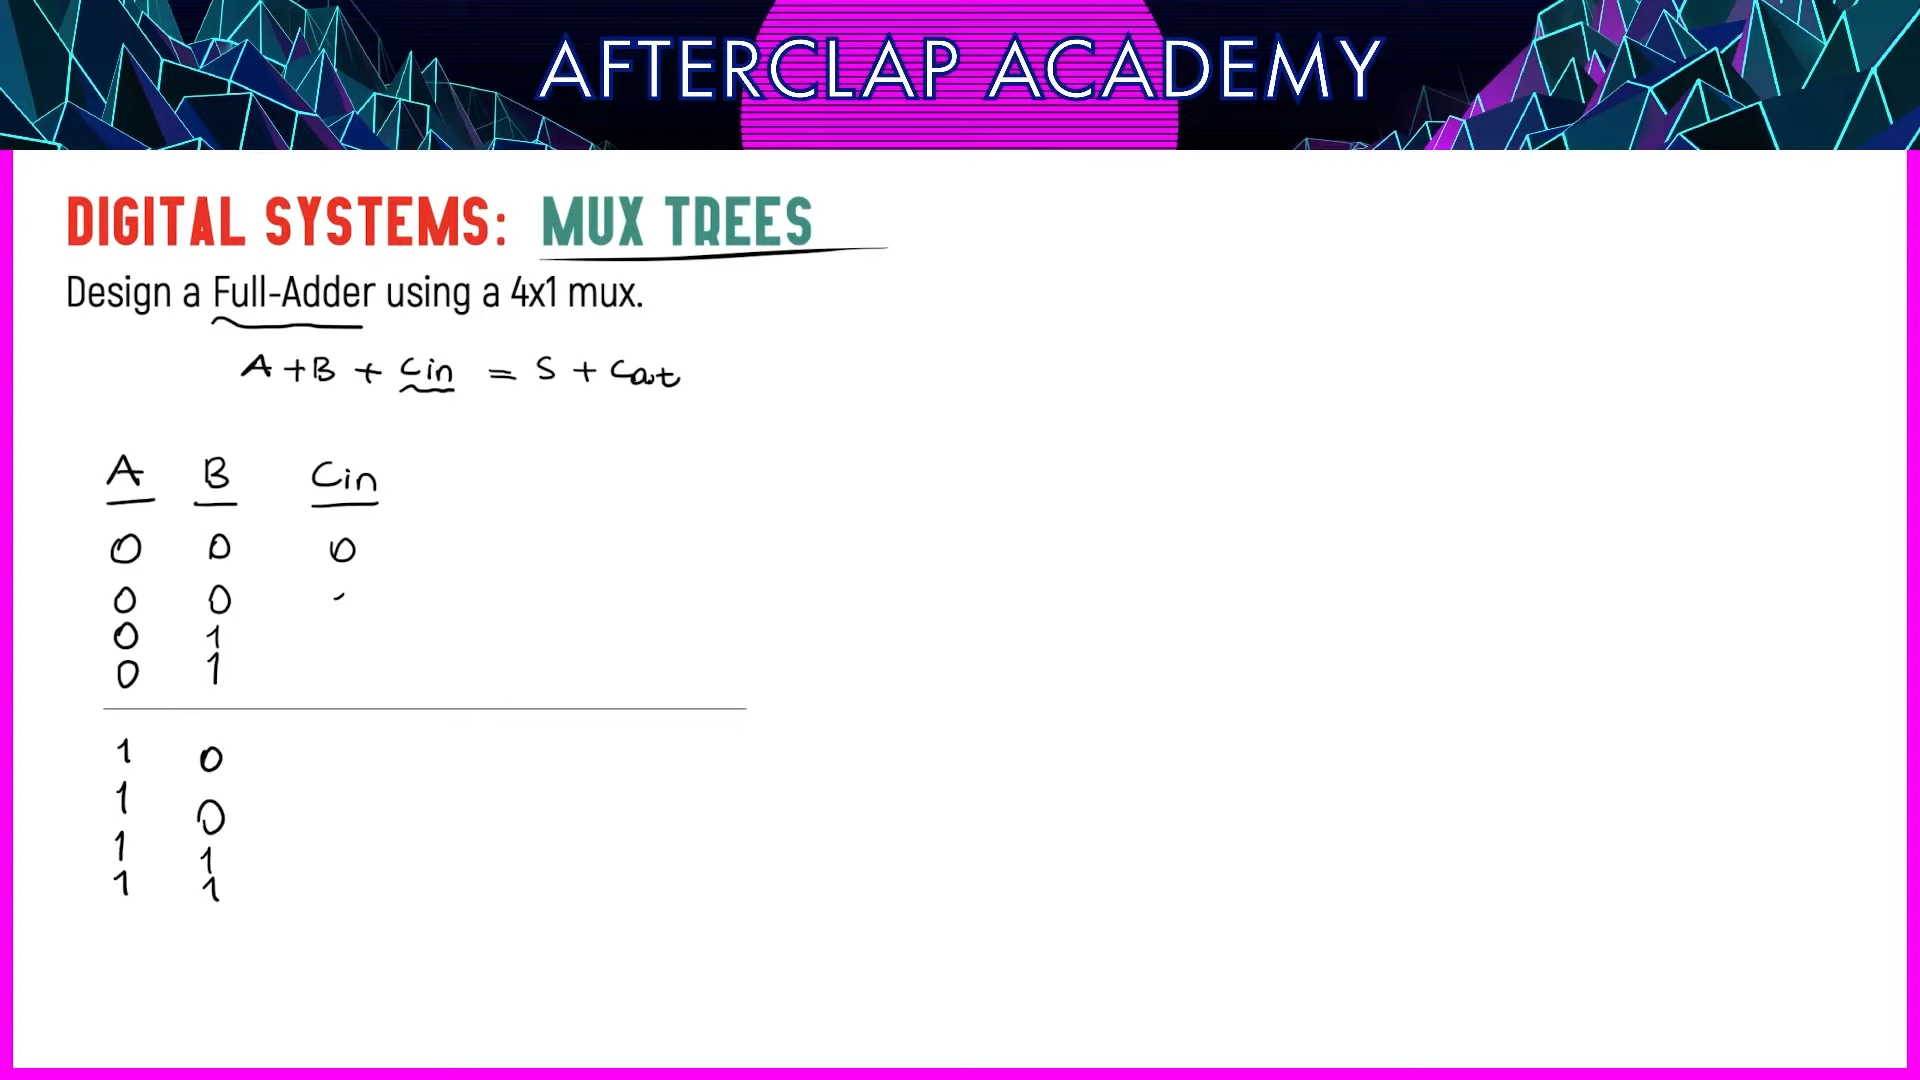 AFTERCLAP ACADEMY
DIGITAL SYSTEMS: MUX TREES
Design a Full-Adder using a 4x1 mux.
A + B + Cin = S + Cout
A B Cin
0 0 0
0 0
0 1
0 1
1 0
1 0
1 1
1 1